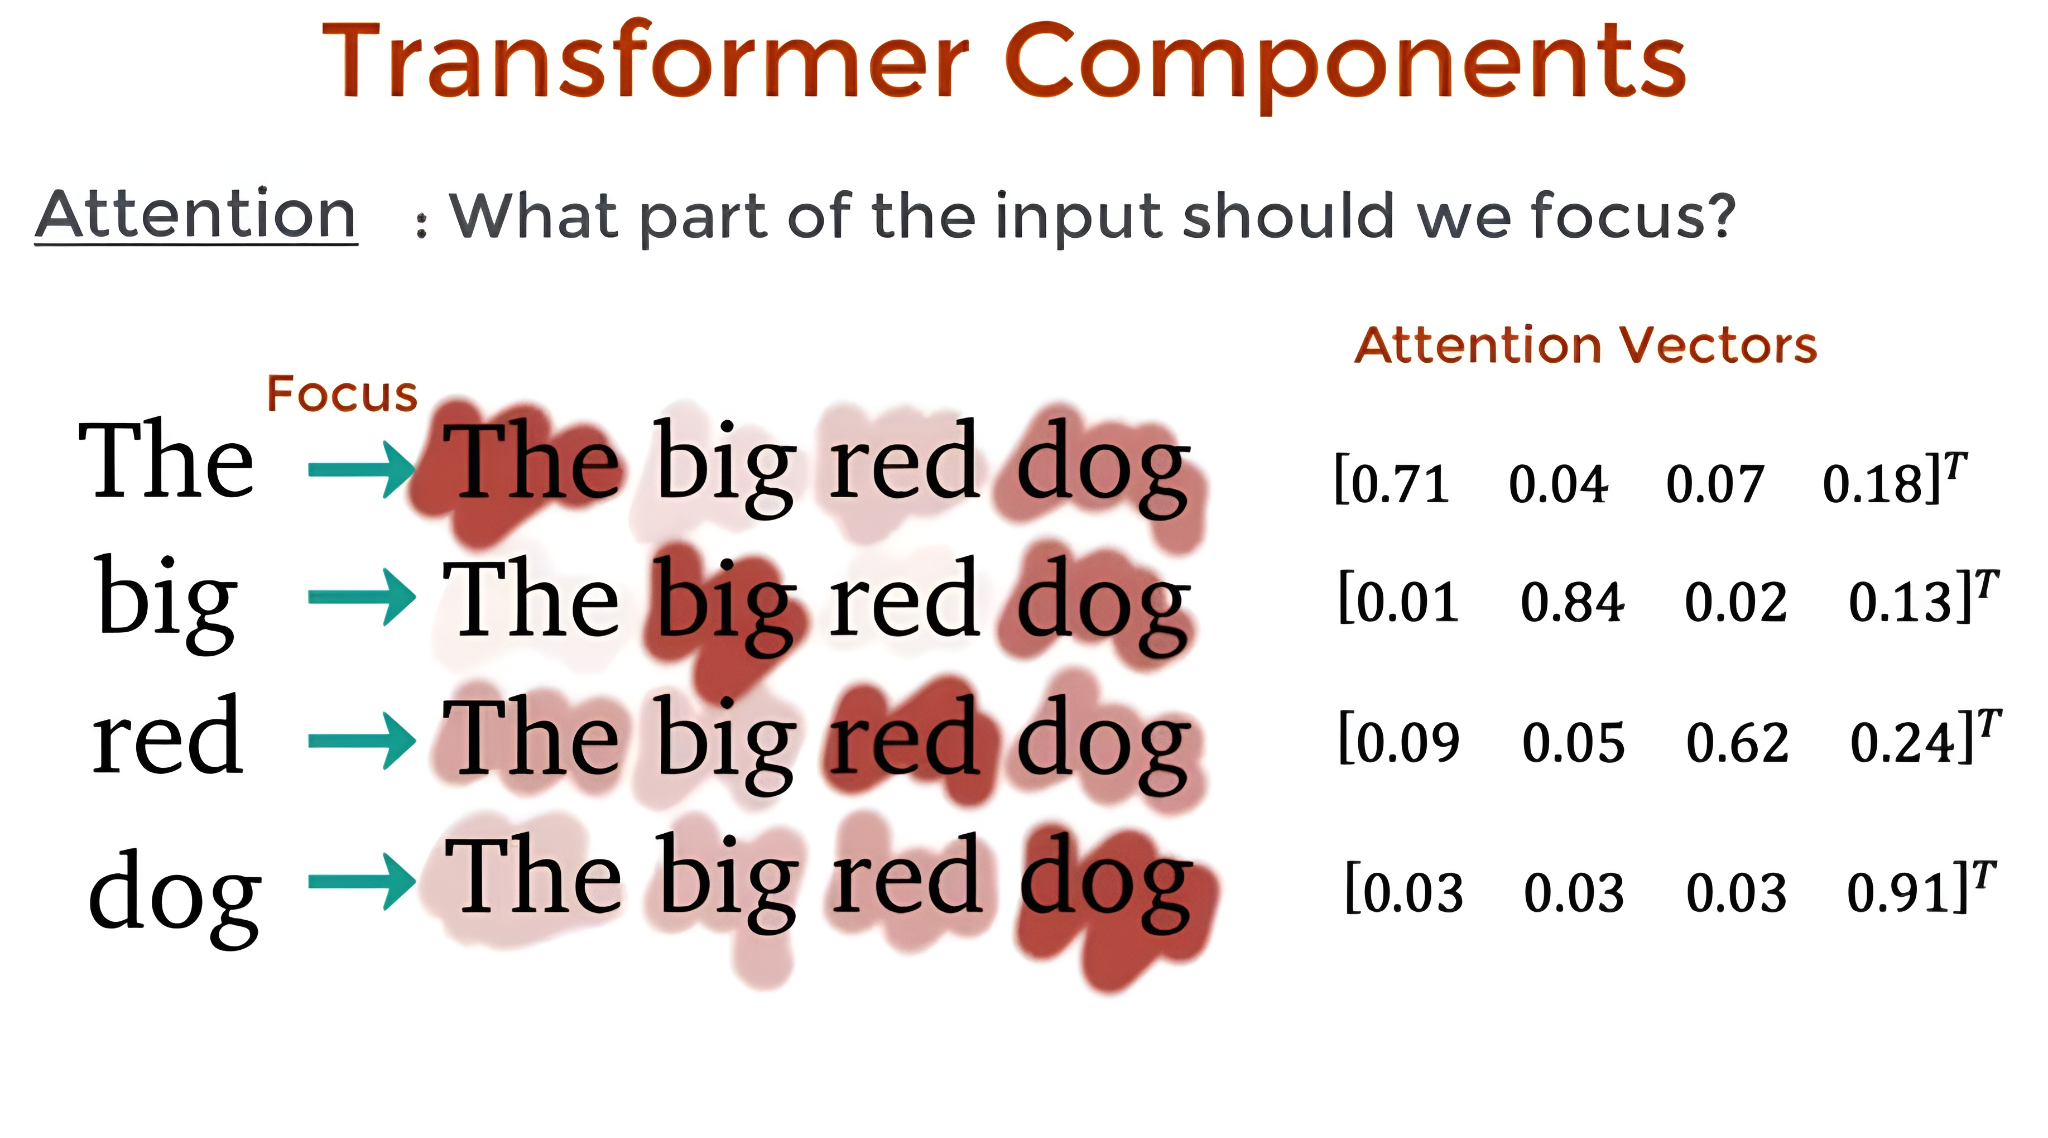 Transformer Components
Attention : What part of the input should we focus?
Attention Vectors
Focus
The → The big red dog [0.71 0.04 0.07 0.18]ᵀ
big → The big red dog [0.01 0.84 0.02 0.13]ᵀ
red → The big red dog [0.09 0.05 0.62 0.24]ᵀ
dog → The big red dog [0.03 0.03 0.03 0.91]ᵀ